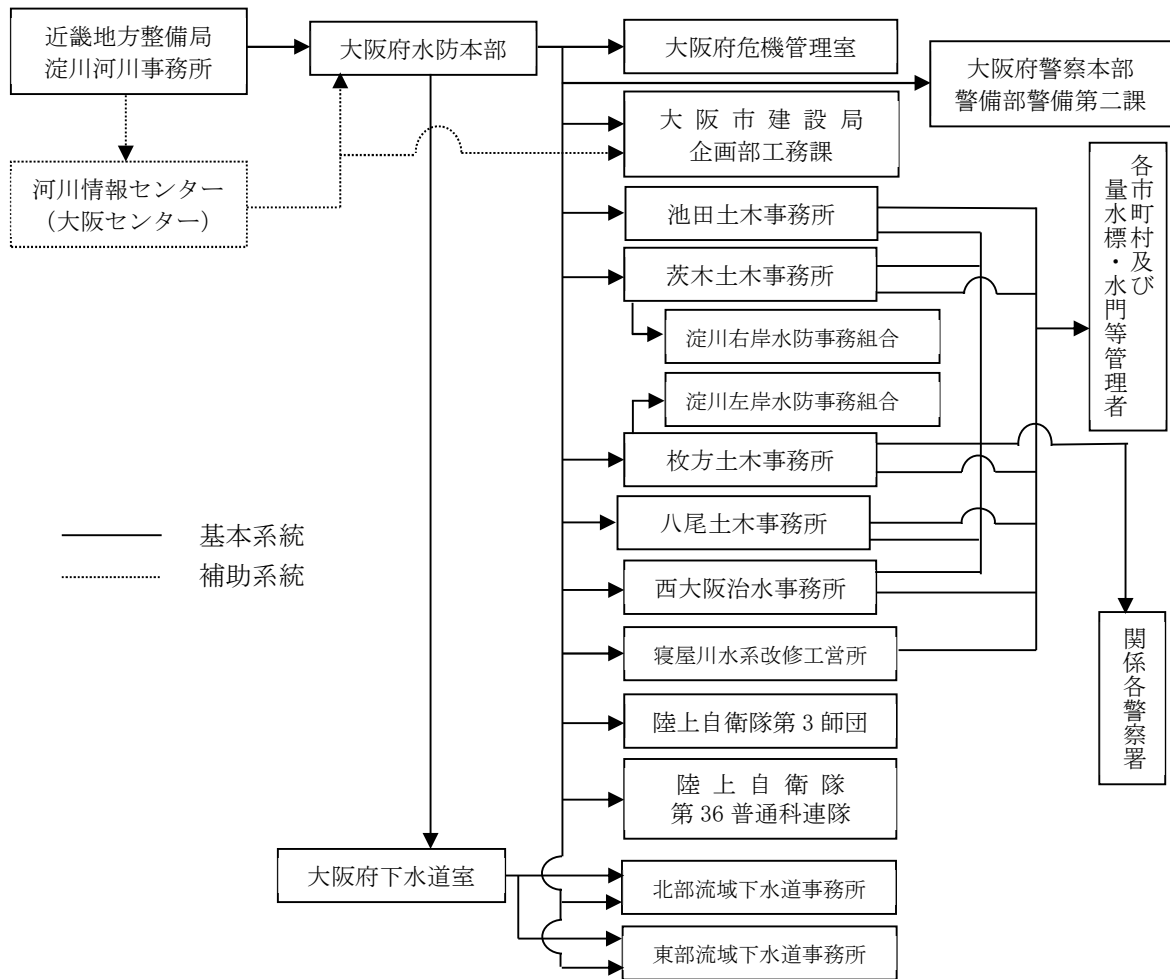 近畿地方整備局
淀川河川事務所
大阪府水防本部
大阪府危機管理室
大阪府警察本部
警備部警備第二課
大阪市建設局
企画部工務課
河川情報センター
（大阪センター）
各市町村及び
量水標・水門等管理者
池田土木事務所
茨木土木事務所
淀川右岸水防事務組合
淀川左岸水防事務組合
枚方土木事務所
八尾土木事務所
基本系統
補助系統
西大阪治水事務所
寝屋川水系改修工営所
関係各警察署
陸上自衛隊第3師団
陸上自衛隊
第36普通科連隊
大阪府下水道室
北部流域下水道事務所
東部流域下水道事務所